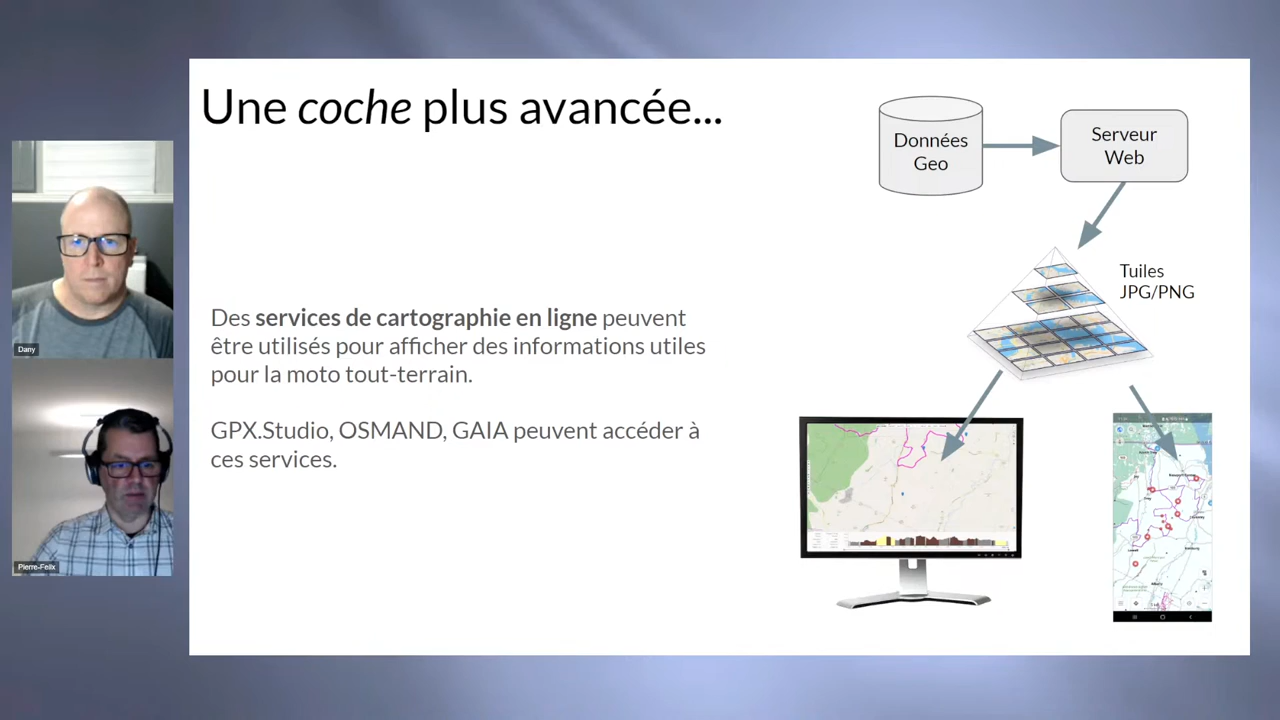 Une coche plus avancée...
Données
Geo
Serveur
Web
Tuiles
JPG/PNG
Des services de cartographie en ligne peuvent
être utilisés pour afficher des informations utiles
pour la moto tout-terrain.
GPX.Studio, OSMAND, GAIA peuvent accéder à
ces services.
Dany
Pierre-Felix